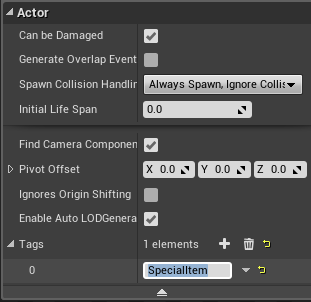 Actor
Can be Damaged
Generate Overlap Event
Spawn Collision Handlin Always Spawn, Ignore Collis
Initial Life Span 0.0
Find Camera Componen
Pivot Offset X 0.0 Y 0.0 Z 0.0
Ignores Origin Shifting
Enable Auto LODGenera
Tags 1 elements
0 SpecialItem